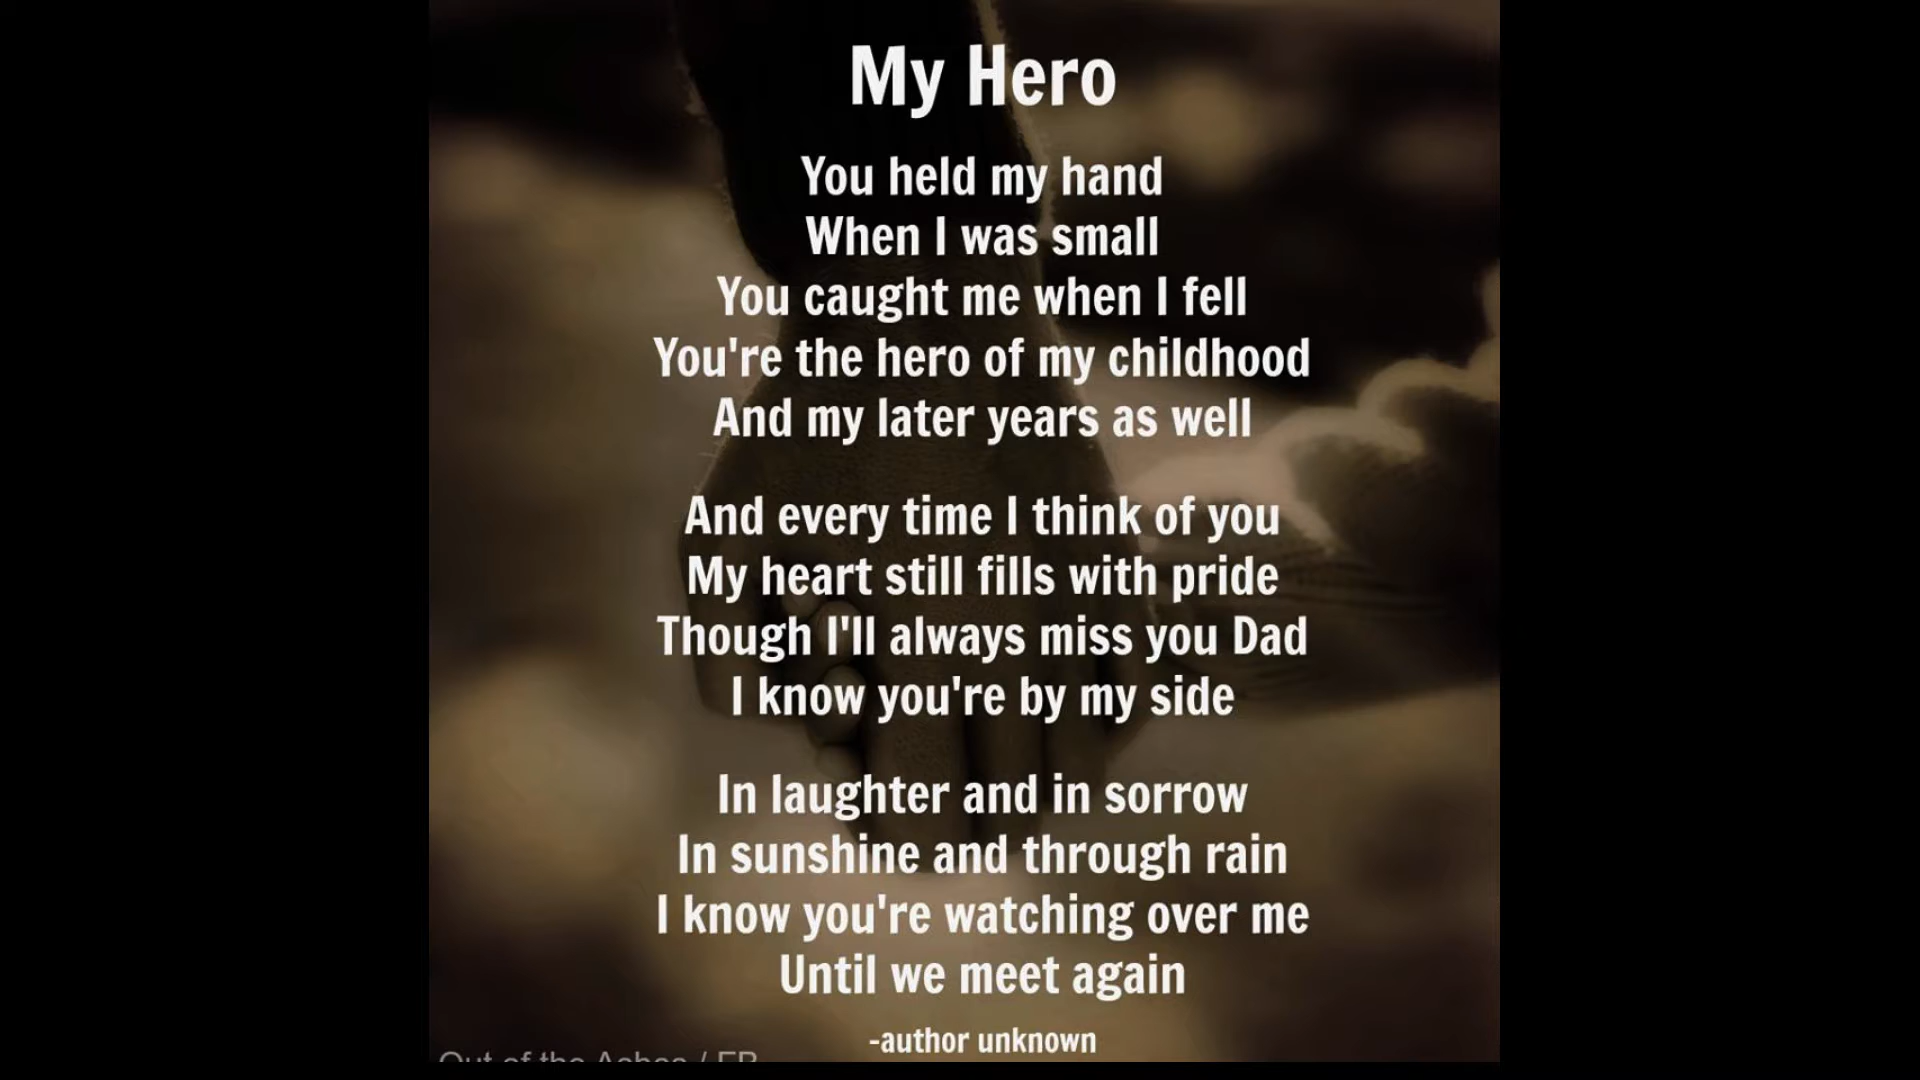 My Hero
You held my hand
When I was small
You caught me when I fell
You're the hero of my childhood
And my later years as well
And every time I think of you
My heart still fills with pride
Though I'll always miss you Dad
I know you're by my side
In laughter and in sorrow
In sunshine and through rain
I know you're watching over me
Until we meet again
-author unknown
Out of the Ashes / FB